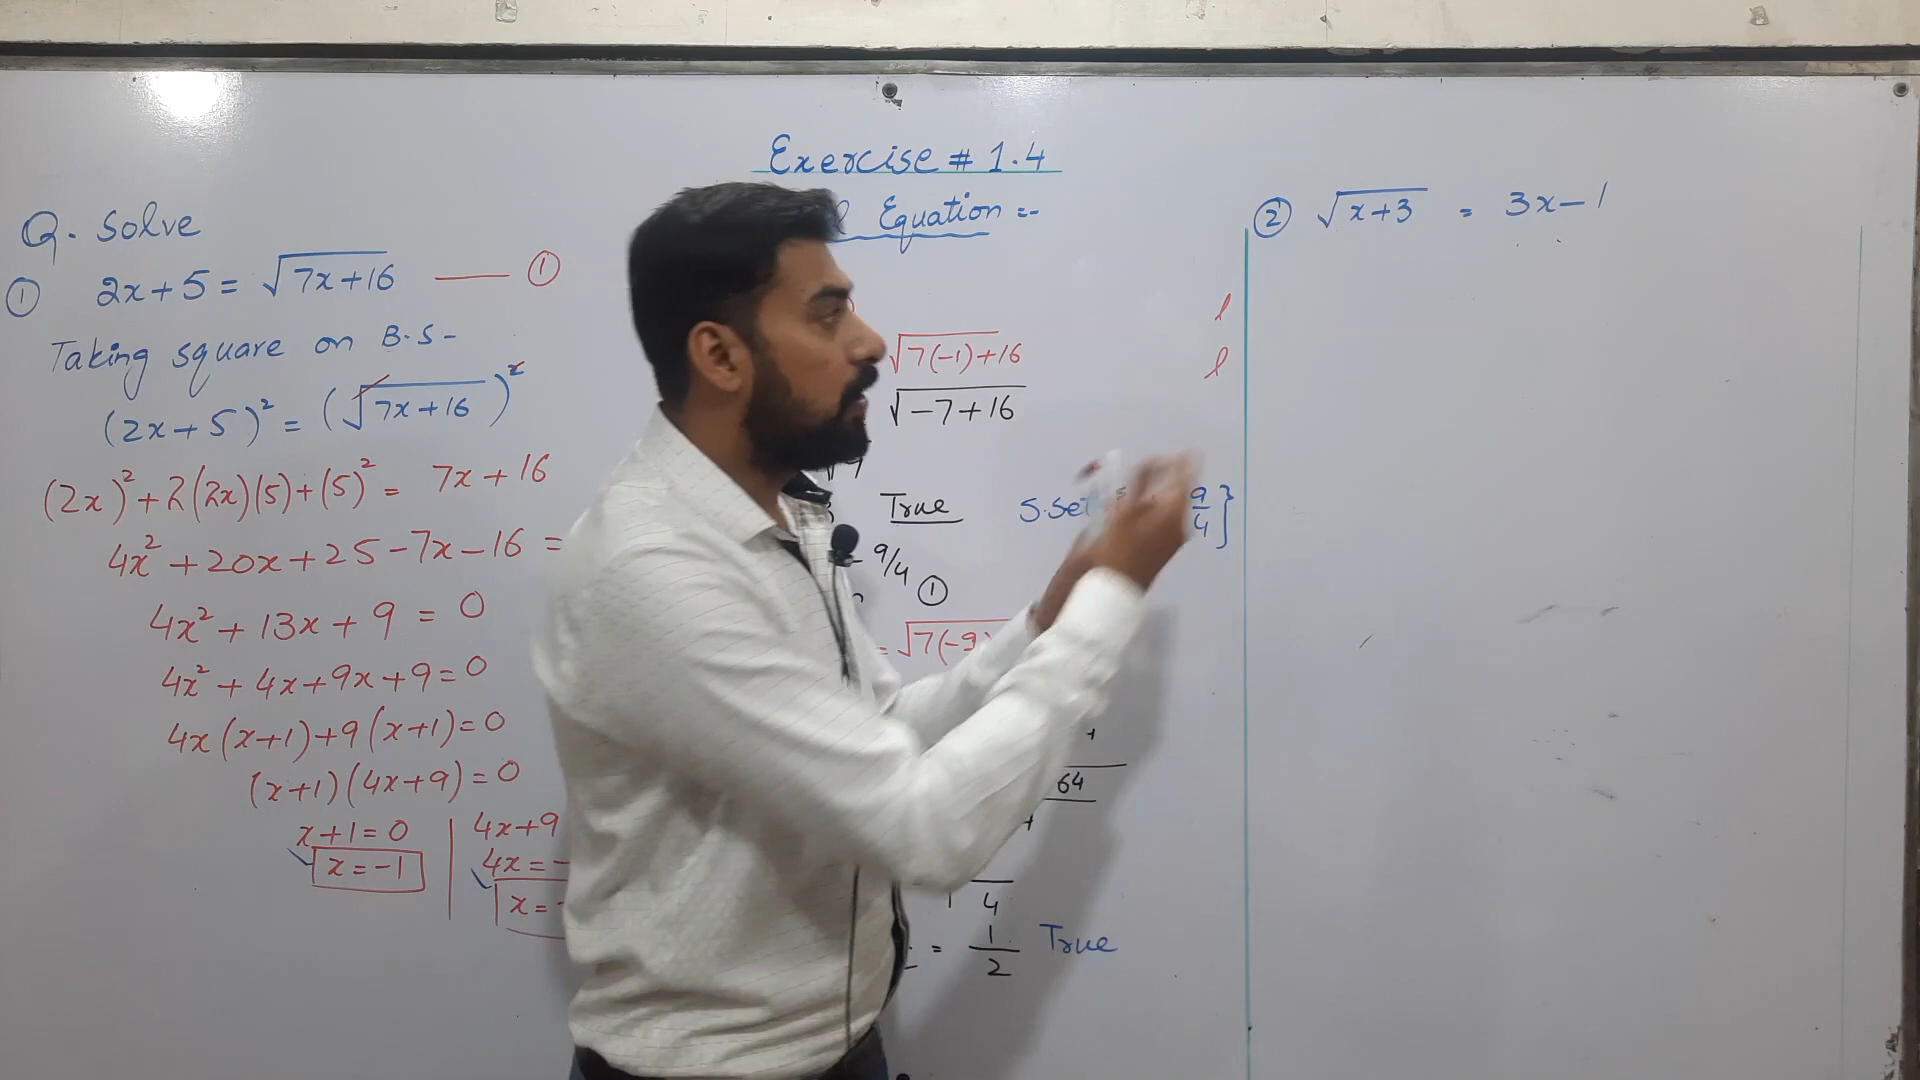 Exercise # 1.4
Equation :-
Q. Solve
① 2x+5 = √(7x+16) —— ①
Taking square on B.S-
(2x+5)² = (√(7x+16))²
(2x)²+2(2x)(5)+(5)² = 7x+16
4x²+20x+25-7x-16 =
4x²+13x+9 = 0
4x²+4x+9x+9=0
4x(x+1)+9(x+1)=0
(x+1)(4x+9)=0
x+1=0 | 4x+9
x=-1 | 4x=-
x=-
√(7(-1)+16)
√(-7+16)
True S.Set 9/4}
9/4 ①
= √7(-9
+
64
+
4
= 1/2 True
② √(x+3) = 3x-1